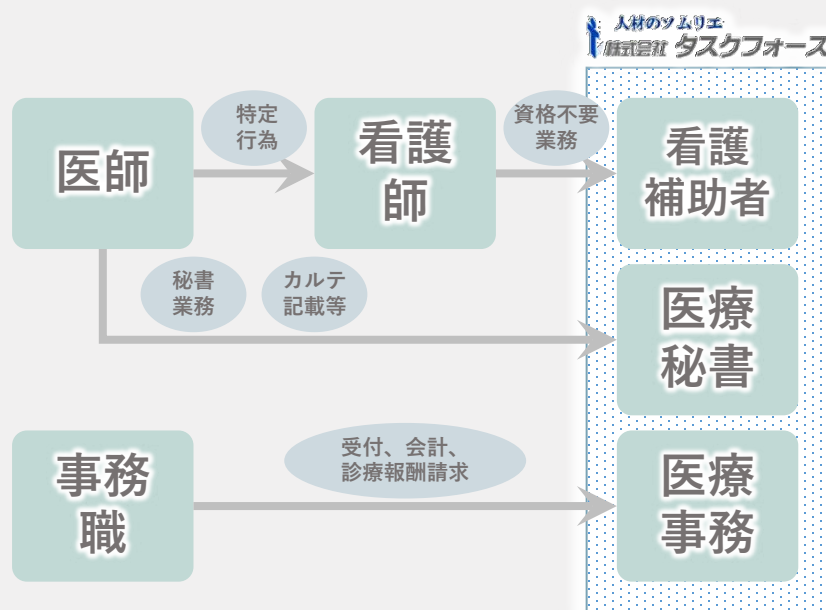 人材のソムリエ
株式会社 タスクフォース
医師
特定
行為
看護
師
資格不要
業務
看護
補助者
秘書
業務
カルテ
記載等
医療
秘書
事務
職
受付、会計、
診療報酬請求
医療
事務